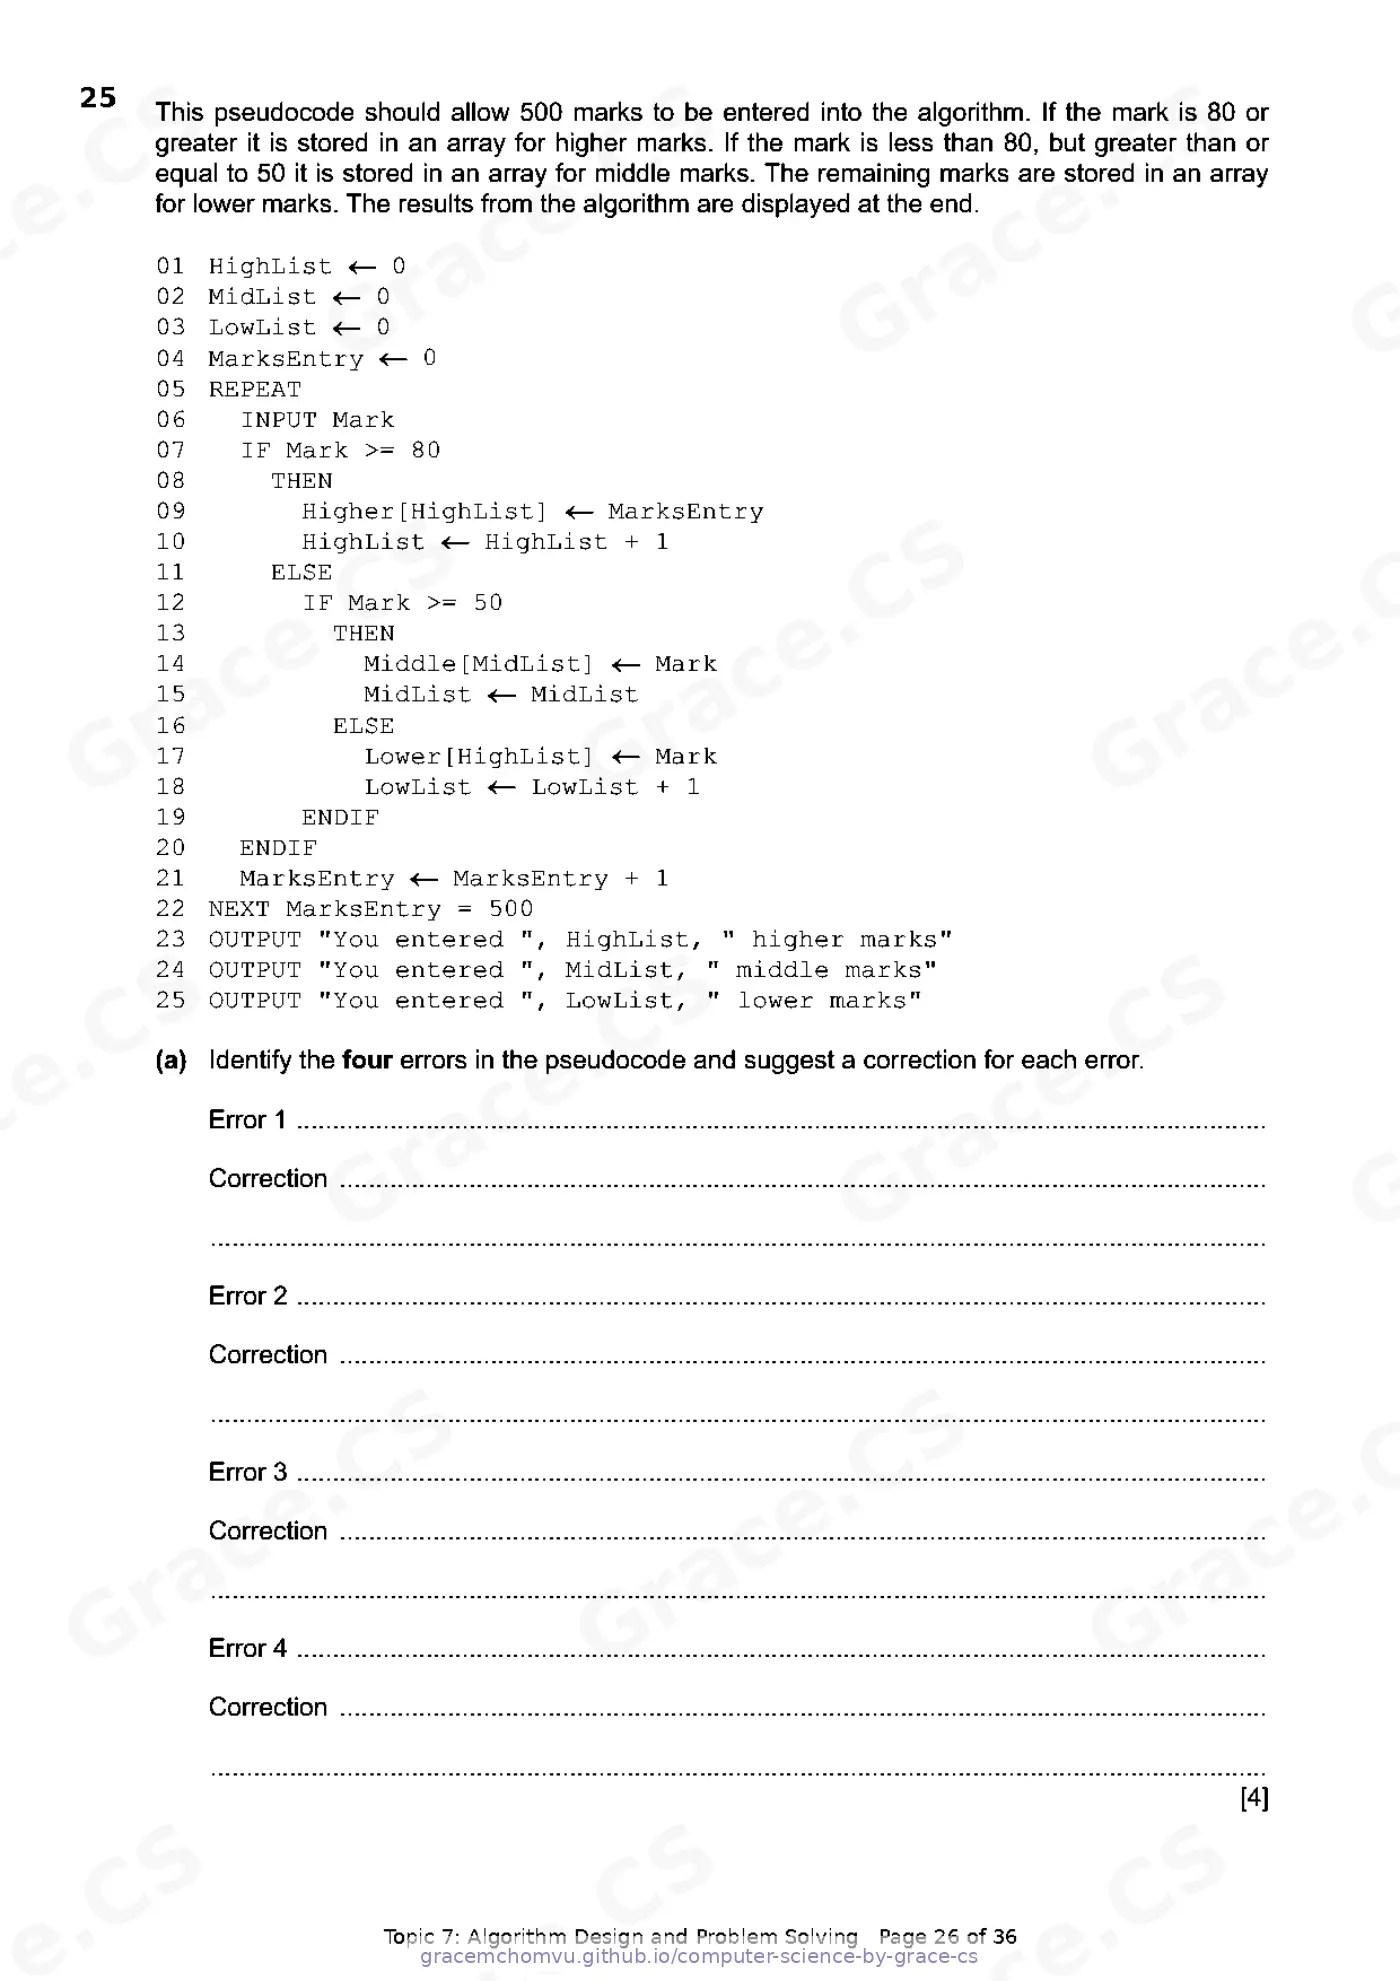 25
This pseudocode should allow 500 marks to be entered into the algorithm. If the mark is 80 or
greater it is stored in an array for higher marks. If the mark is less than 80, but greater than or
equal to 50 it is stored in an array for middle marks. The remaining marks are stored in an array
for lower marks. The results from the algorithm are displayed at the end.
01 HighList ← 0
02 MidList ← 0
03 LowList ← 0
04 MarksEntry ← 0
05 REPEAT
06 INPUT Mark
07 IF Mark >= 80
08 THEN
09 Higher[HighList] ← MarksEntry
10 HighList ← HighList + 1
11 ELSE
12 IF Mark >= 50
13 THEN
14 Middle[MidList] ← Mark
15 MidList ← MidList
16 ELSE
17 Lower[HighList] ← Mark
18 LowList ← LowList + 1
19 ENDIF
20 ENDIF
21 MarksEntry ← MarksEntry + 1
22 NEXT MarksEntry = 500
23 OUTPUT "You entered ", HighList, " higher marks"
24 OUTPUT "You entered ", MidList, " middle marks"
25 OUTPUT "You entered ", LowList, " lower marks"
(a) Identify the four errors in the pseudocode and suggest a correction for each error.
Error 1
Correction
Error 2
Correction
Error 3
Correction
Error 4
Correction
[4]
Topic 7: Algorithm Design and Problem Solving Page 26 of 36
gracemchomvu.github.io/computer-science-by-grace-cs